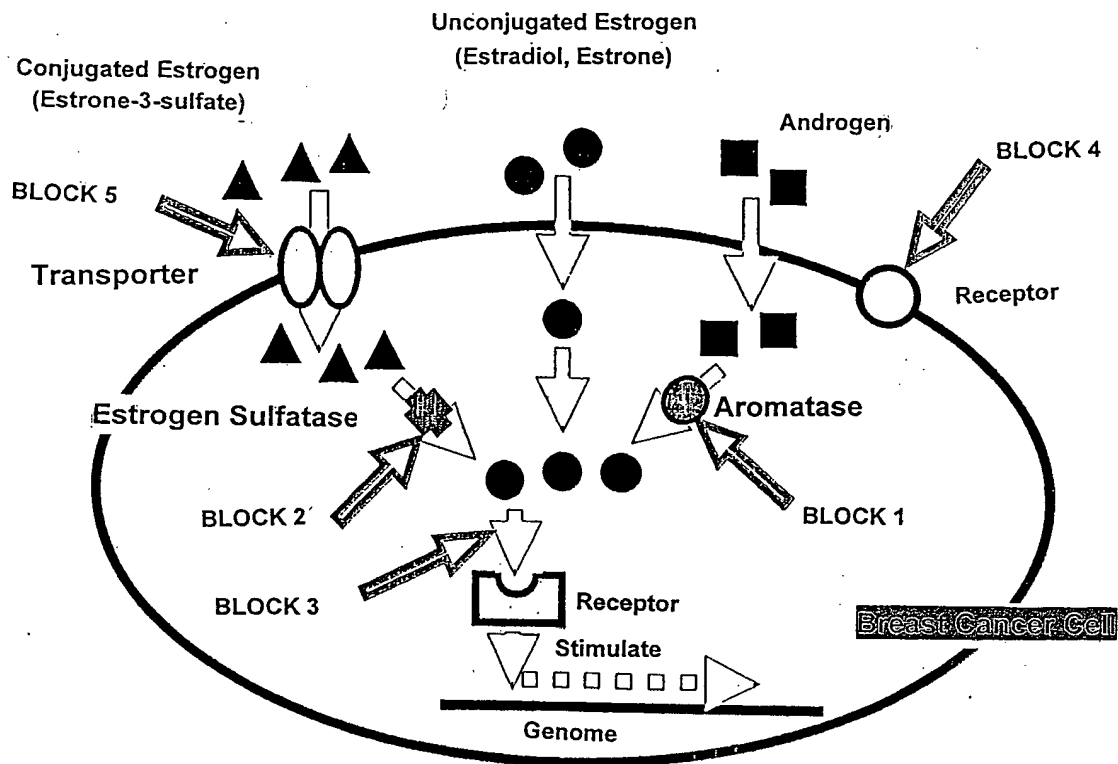 Unconjugated Estrogen
(Estradiol, Estrone)
Conjugated Estrogen
(Estrone-3-sulfate)
Androgen
BLOCK 4
BLOCK 5
Transporter
Receptor
Estrogen Sulfatase
Aromatase
BLOCK 2
BLOCK 1
BLOCK 3
Receptor
Breast Cancer Cell
Stimulate
Genome